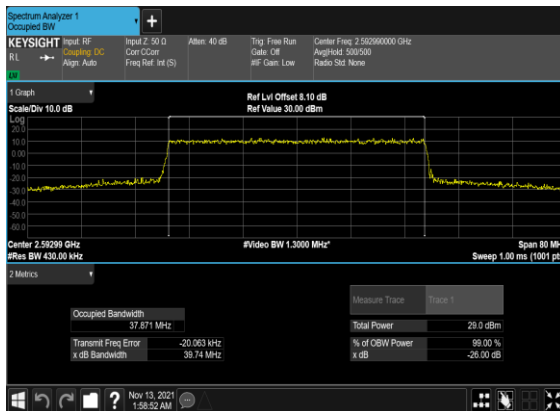 Spectrum Analyzer 1
Occupied BW
KEYSIGHT Input: RF Input Z: 50 Ω Atten: 40 dB Trig: Free Run Center Freq: 2.592990000 GHz
RL Coupling: DC Corr CCorr Gate: Off Avg|Hold: 500/500
Align: Auto Freq Ref: Int (S) #IF Gain: Low Radio Std: None
1 Graph
Ref Lvl Offset 8.10 dB
Scale/Div 10.0 dB Ref Value 30.00 dBm
Log
20.0
10.0
0.00
-10.0
-20.0
-30.0
-40.0
-50.0
-60.0
Center 2.59299 GHz #Video BW 1.3000 MHz* Span 80 MH
#Res BW 430.00 kHz Sweep 1.00 ms (1001 pts
2 Metrics
Measure Trace Trace 1
Occupied Bandwidth
37.871 MHz Total Power 29.0 dBm
Transmit Freq Error -20.063 kHz % of OBW Power 99.00 %
x dB Bandwidth 39.74 MHz x dB -26.00 dB
Nov 13, 2021
1:58:52 AM